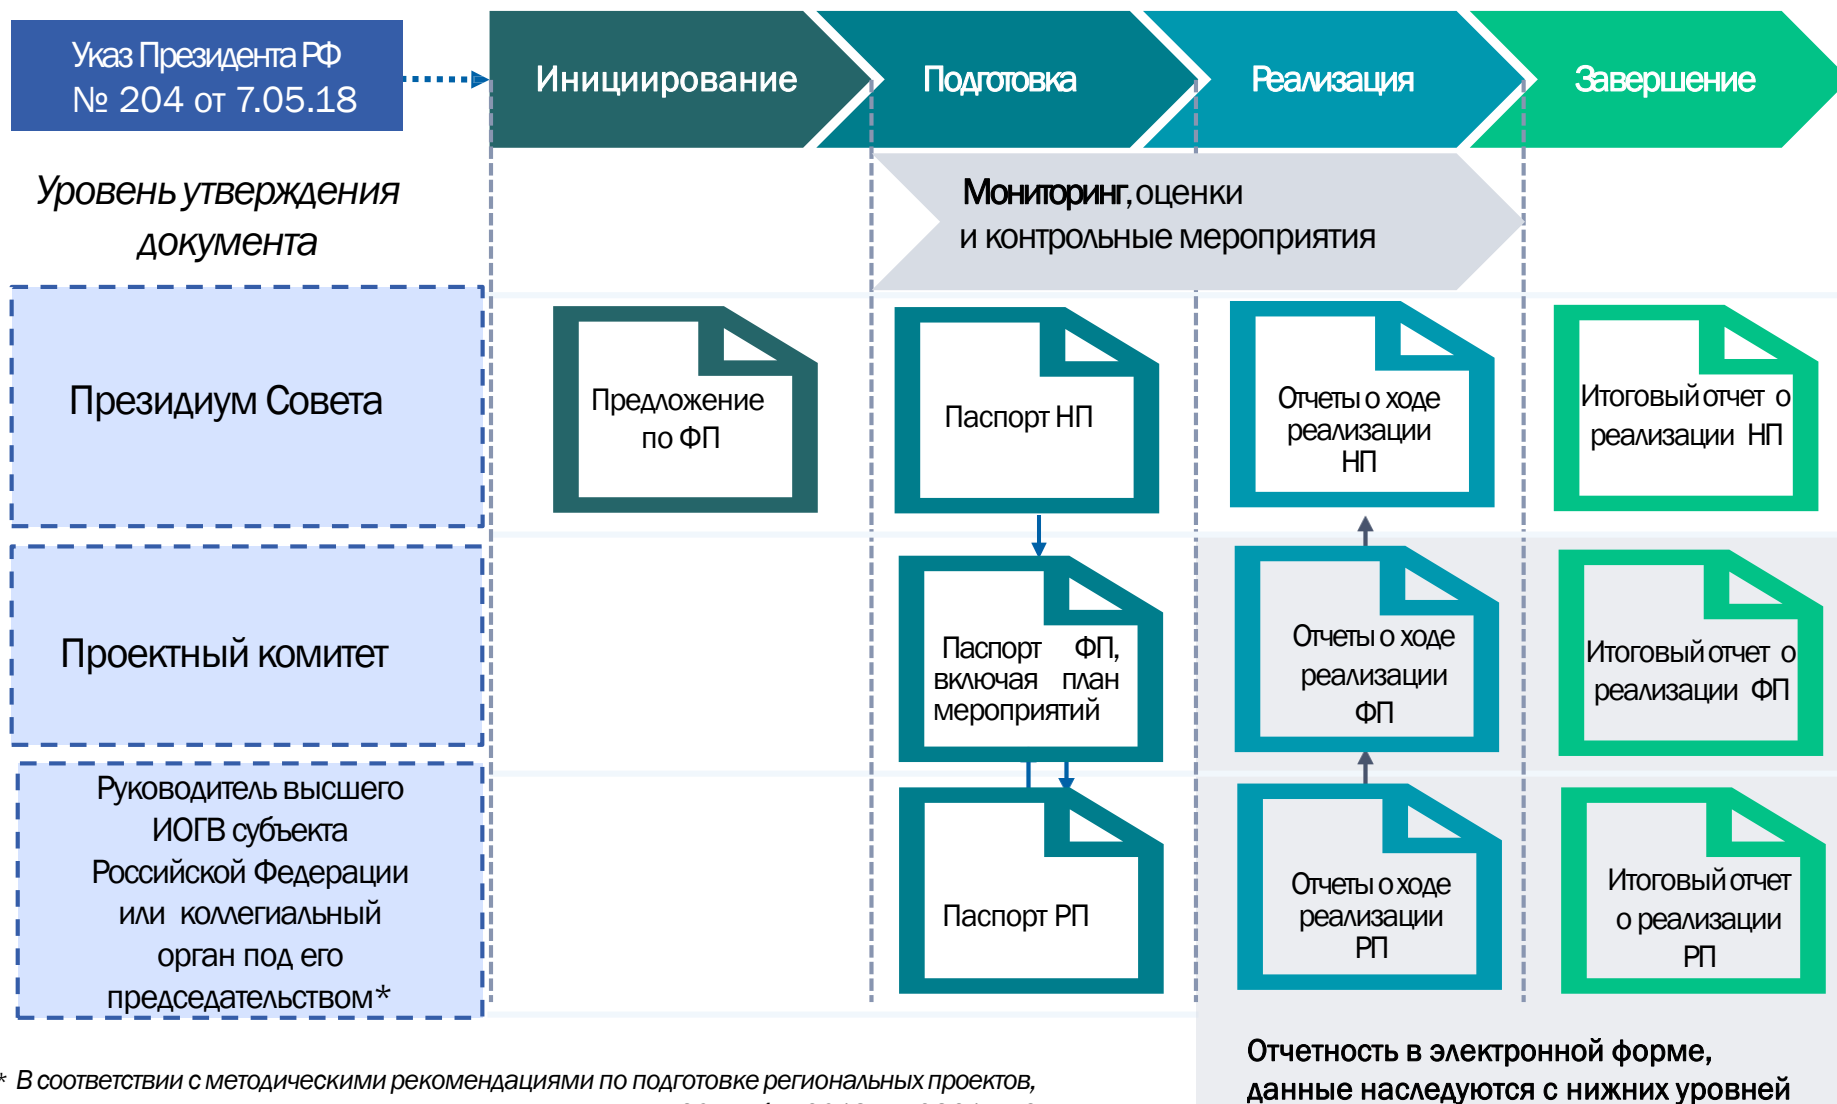 Указ Президента РФ
№ 204 от 7.05.18
Инициирование
Подготовка
Реализация
Завершение
Уровень утверждения
документа
Мониторинг, оценки
и контрольные мероприятия
Президиум Совета
Предложение
по ФП
Паспорт НП
Отчеты о ходе
реализации
НП
Итоговый отчет о
реализации НП
Проектный комитет
Паспорт ФП,
включая план
мероприятий
Отчеты о ходе
реализации
ФП
Итоговый отчет о
реализации ФП
Руководитель высшего
ИОГВ субъекта
Российской Федерации
или коллегиальный
орган под его
председательством*
Паспорт РП
Отчеты о ходе
реализации
РП
Итоговый отчет
о реализации
РП
Отчетность в электронной форме,
данные наследуются с нижних уровней
* В соответствии с методическими рекомендациями по подготовке региональных проектов,